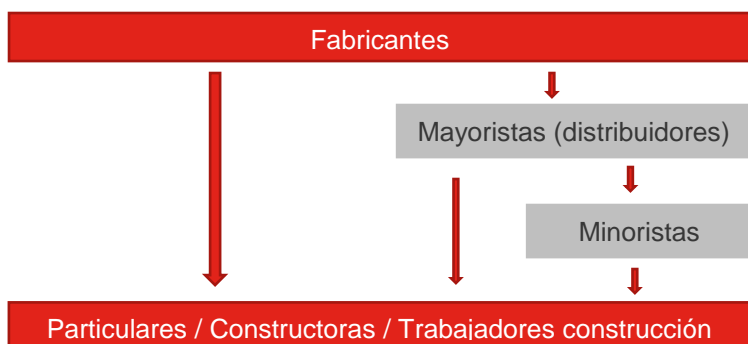 Fabricantes
Mayoristas (distribuidores)
Minoristas
Particulares / Constructoras / Trabajadores construcción